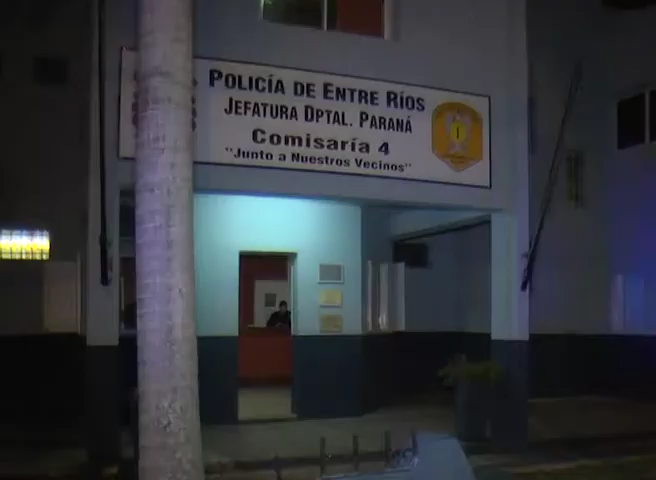 POLICÍA DE ENTRE RÍOS
JEFATURA DPTAL. PARANÁ
COMISARÍA 4
"JUNTO A NUESTROS VECINOS"